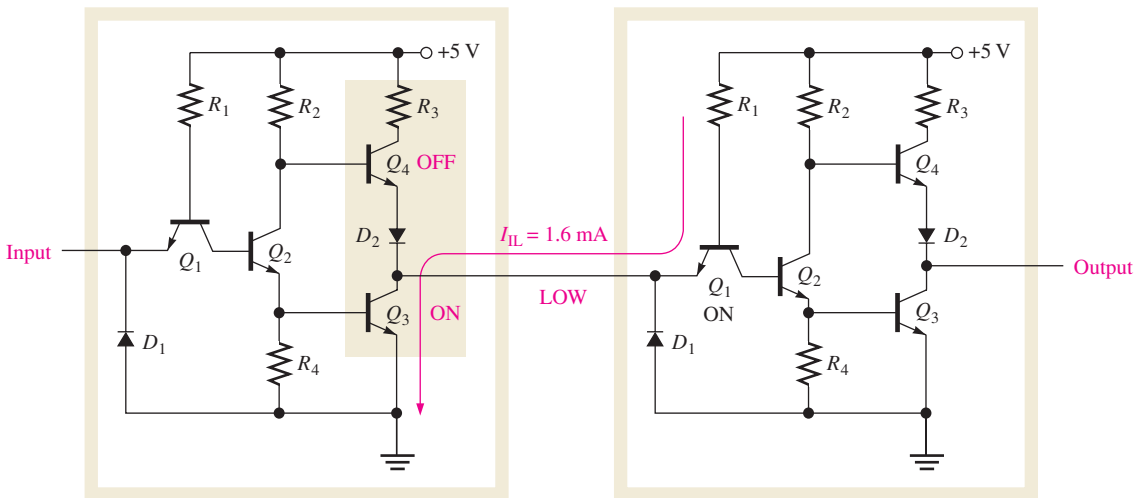 +5 V
+5 V
R1
R2
R3
R1
R2
R3
Q4 OFF
Q4
Input
Q1
Q2
D2
IIL = 1.6 mA
Q1
ON
Q2
D2
Output
LOW
ON
Q3
Q3
D1
R4
D1
R4